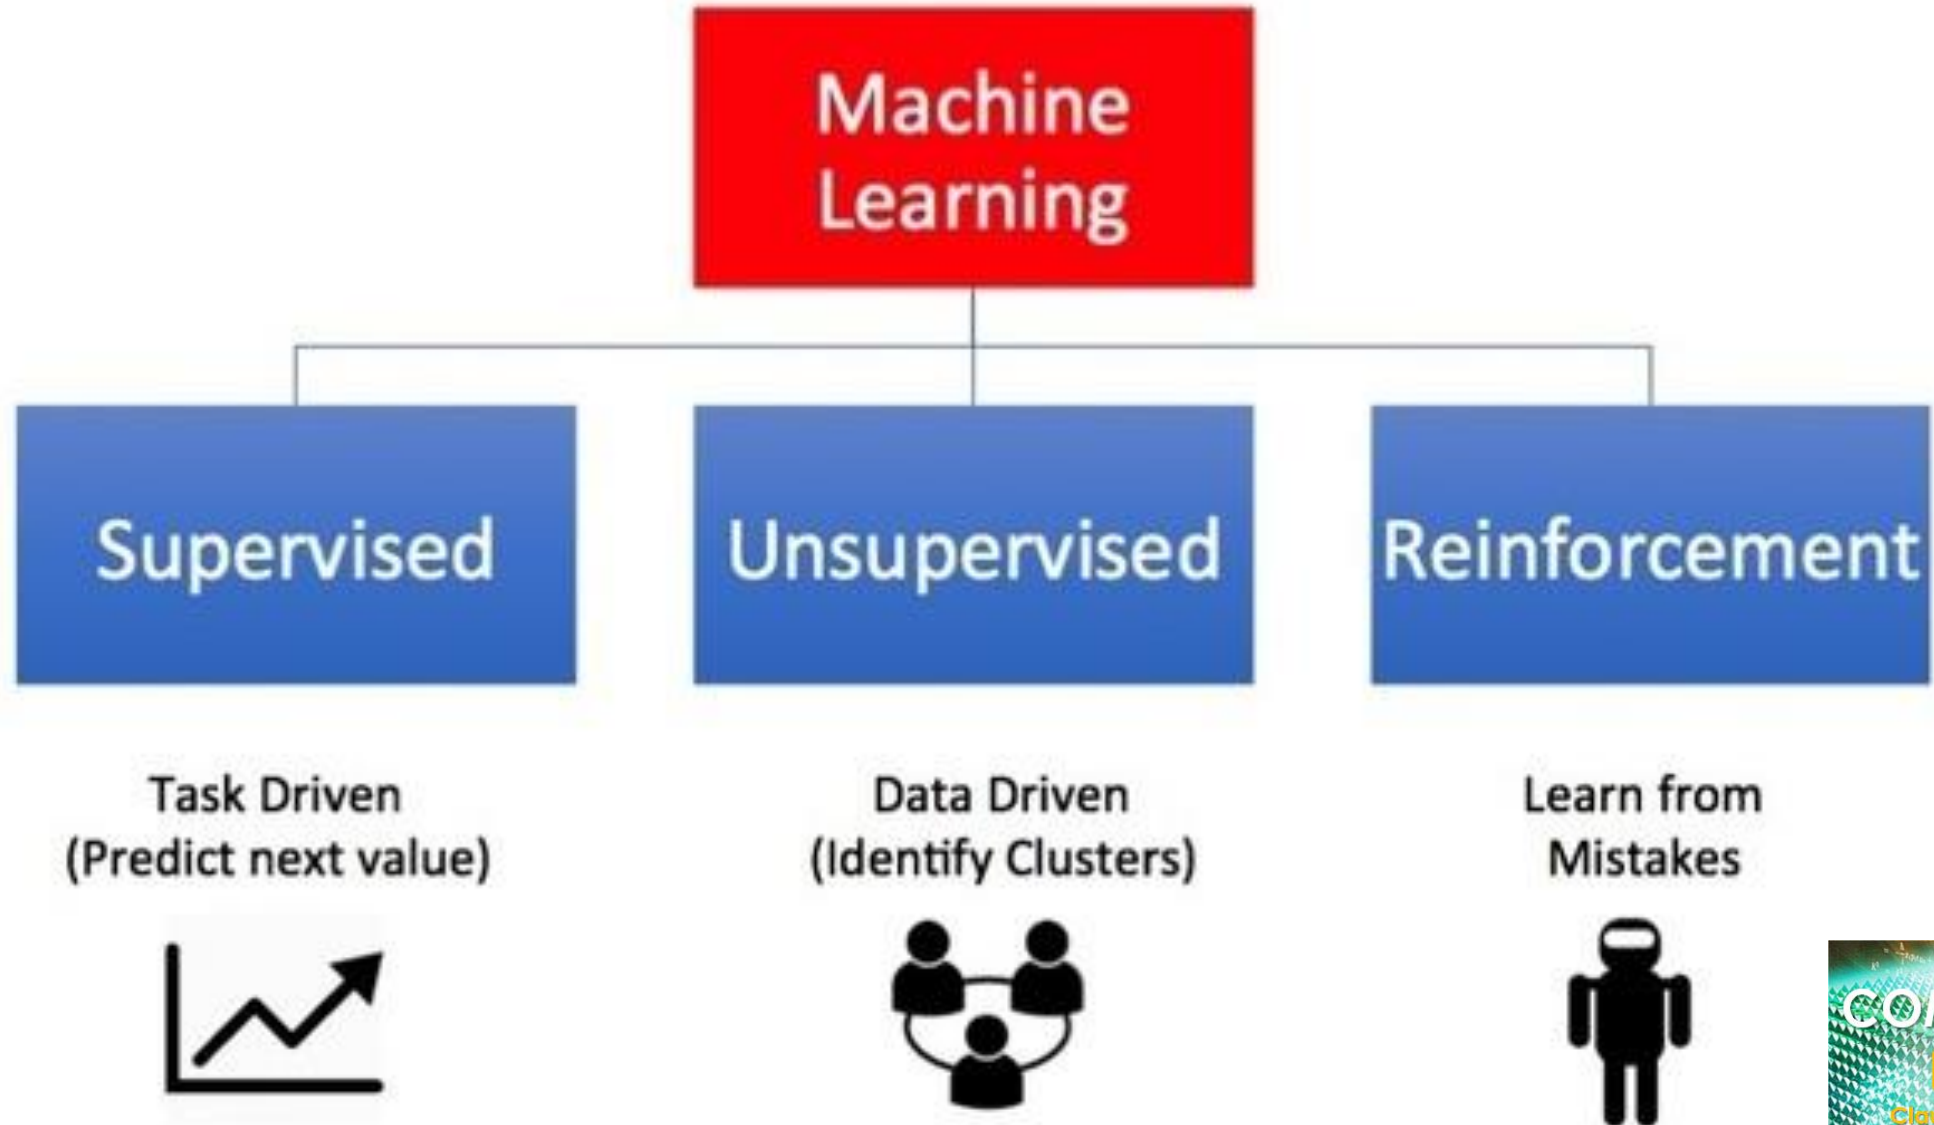 Machine
Learning
Supervised
Unsupervised
Reinforcement
Task Driven
(Predict next value)
Data Driven
(Identify Clusters)
Learn from
Mistakes